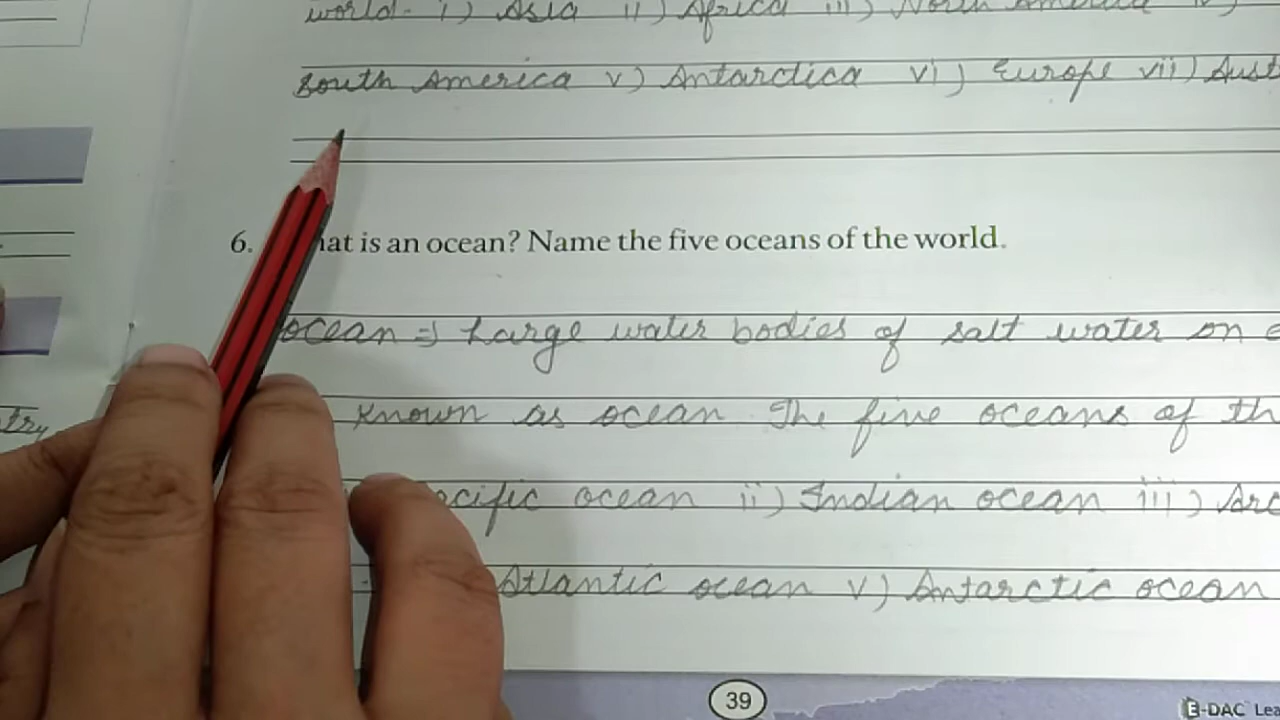 world- i) Asia ii) Africa iii) North America iv)
South America v) Antarctica vi) Europe vii) Aust
6. hat is an ocean? Name the five oceans of the world.
ocean ⇒ Large water bodies of salt water on e
known as ocean The five oceans of th
acific ocean ii) Indian ocean iii) Arc
Atlantic ocean v) Antarctic ocean
try
39
E-DAC Lea